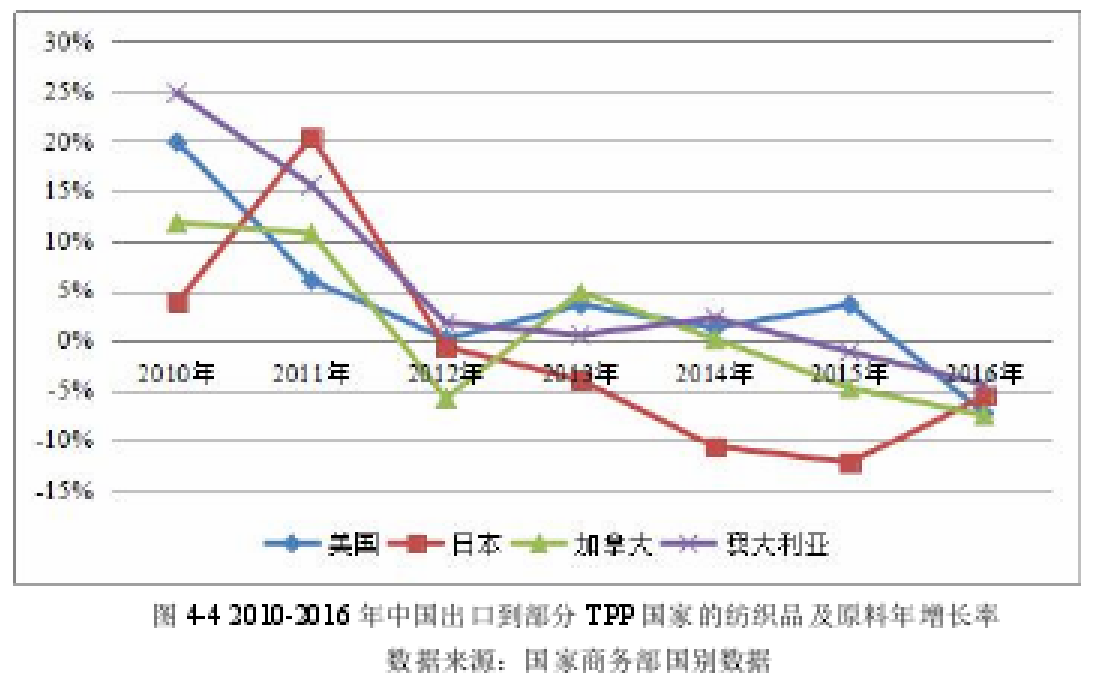 30%
25%
20%
15%
10%
5%
0%
-5%
-10%
-15%
2010年 2011年 2012年 2013年 2014年 2015年 2016年
美国 日本 加拿大 澳大利亚
图 4-4 2010-2016 年中国出口到部分 TPP 国家的纺织品及原料年增长率
数据来源：国家商务部国别数据